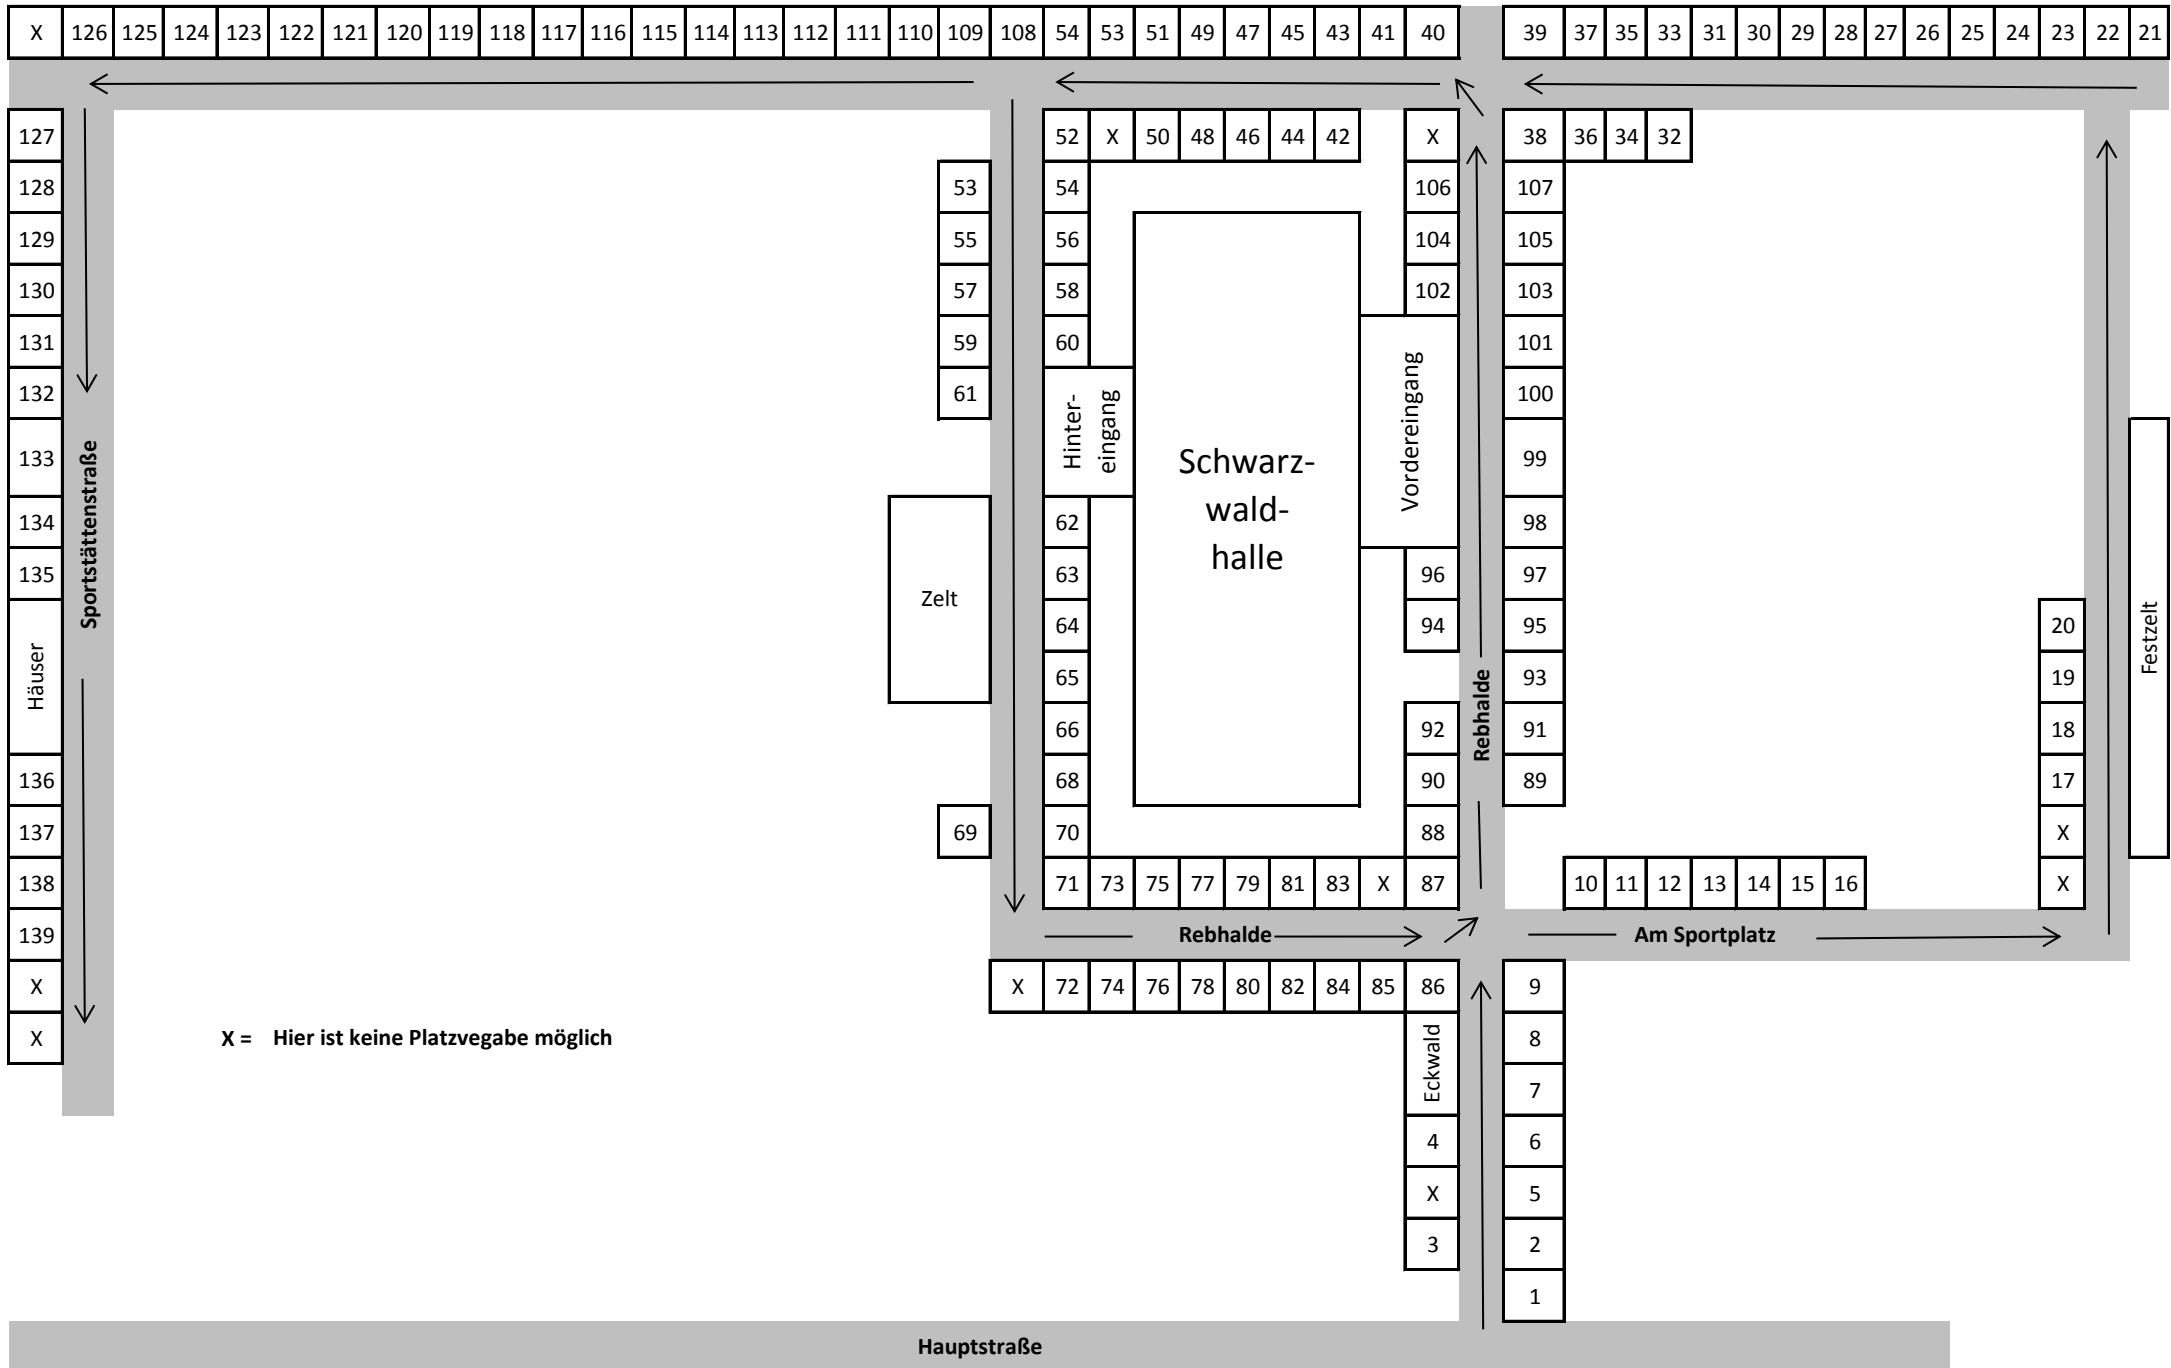 X 126 125 124 123 122 121 120 119 118 117 116 115 114 113 112 111 110 109 108 54 53 51 49 47 45 43 41 40 39 37 35 33 31 30 29 28 27 26 25 24 23 22 21
127 52 X 50 48 46 44 42 X 38 36 34 32
128 53 54 106 107
129 55 56 104 105
130 57 58 102 103
131 59 60 101
132 61 100
Hinter-
eingang
Vordereingang
Sportstättenstraße
133 99
Schwarz-
wald-
halle
134 62 98
135 63 96 97
Zelt
Häuser
64 94 95 20
65 93 19
Festzelt
Rebhalde
66 92 91 18
136 68 90 89 17
137 69 70 88 X
138 71 73 75 77 79 81 83 X 87 10 11 12 13 14 15 16 X
139 Rebhalde Am Sportplatz
X X 72 74 76 78 80 82 84 85 86 9
X X = Hier ist keine Platzvegabe möglich 8
Eckwald
7
4 6
X 5
3 2
1
Hauptstraße